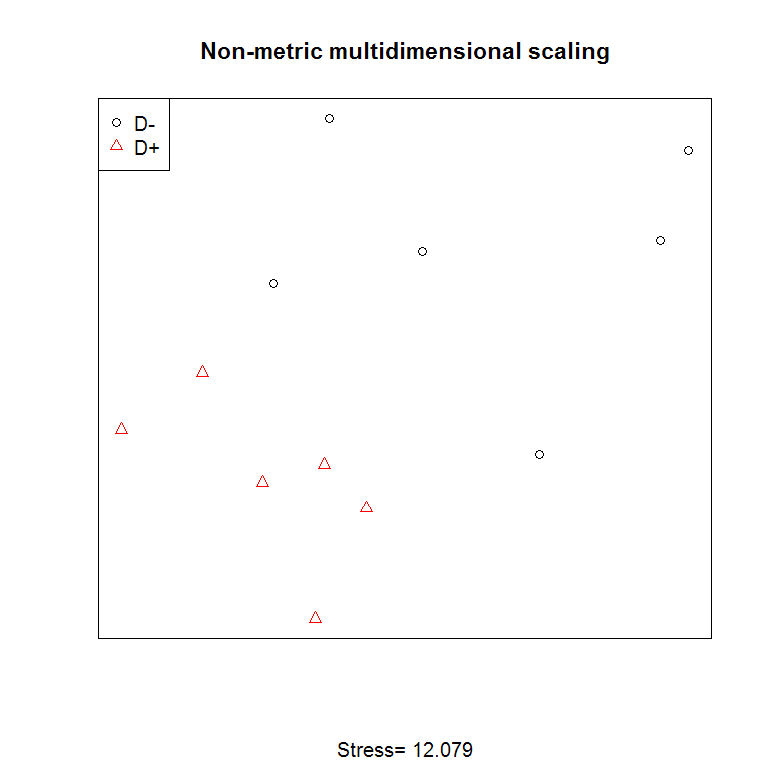 Non-metric multidimensional scaling
D-
D+
Stress= 12.079